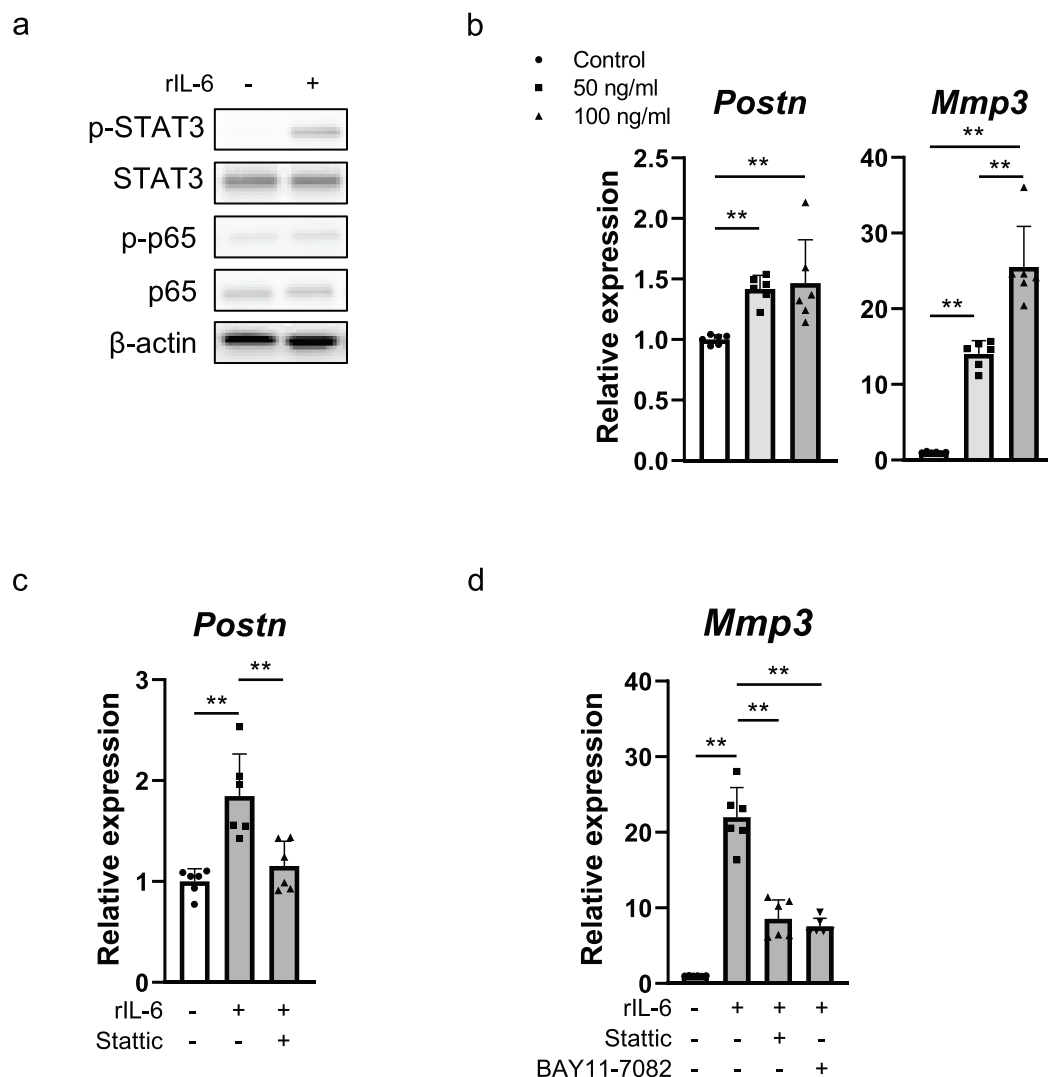 a
rIL-6 - +
p-STAT3
STAT3
p-p65
p65
β-actin
b
Control
50 ng/ml
100 ng/ml
Postn
Relative expression
2.5
2.0
1.5
1.0
0.5
0.0
**
**
Mmp3
40
30
20
10
0
**
**
**
c
Postn
Relative expression
3
2
1
0
**
**
rIL-6 - + +
Stattic - - +
d
Mmp3
Relative expression
40
30
20
10
0
**
**
**
rIL-6 - + + +
Stattic - - + -
BAY11-7082 - - - +